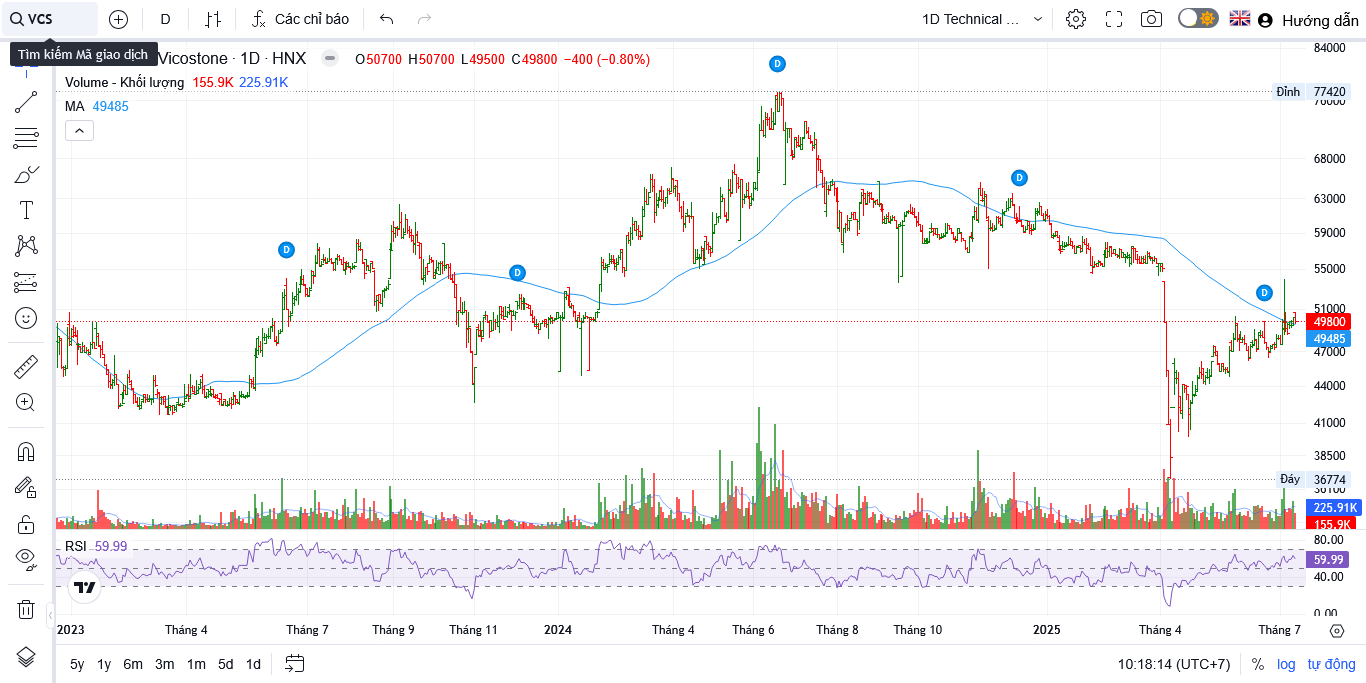 VCS
D
Các chỉ báo
1D Technical ...
Hướng dẫn
Tìm kiếm Mã giao dịch
Vicostone · 1D · HNX
O50700 H50700 L49500 C49800 −400 (−0.80%)
Volume - Khối lượng 155.9K 225.91K
MA 49485
D
D
D
D
D
84000
Đỉnh 77420
76000
68000
63000
59000
55000
51000
49800
49485
47000
44000
41000
38500
Đáy 36774
36100
225.91K
155.9K
RSI 59.99
80.00
59.99
40.00
0.00
2023 Tháng 4 Tháng 7 Tháng 9 Tháng 11 2024 Tháng 4 Tháng 6 Tháng 8 Tháng 10 2025 Tháng 4 Tháng 7
5y 1y 6m 3m 1m 5d 1d
10:18:14 (UTC+7) % log tự động